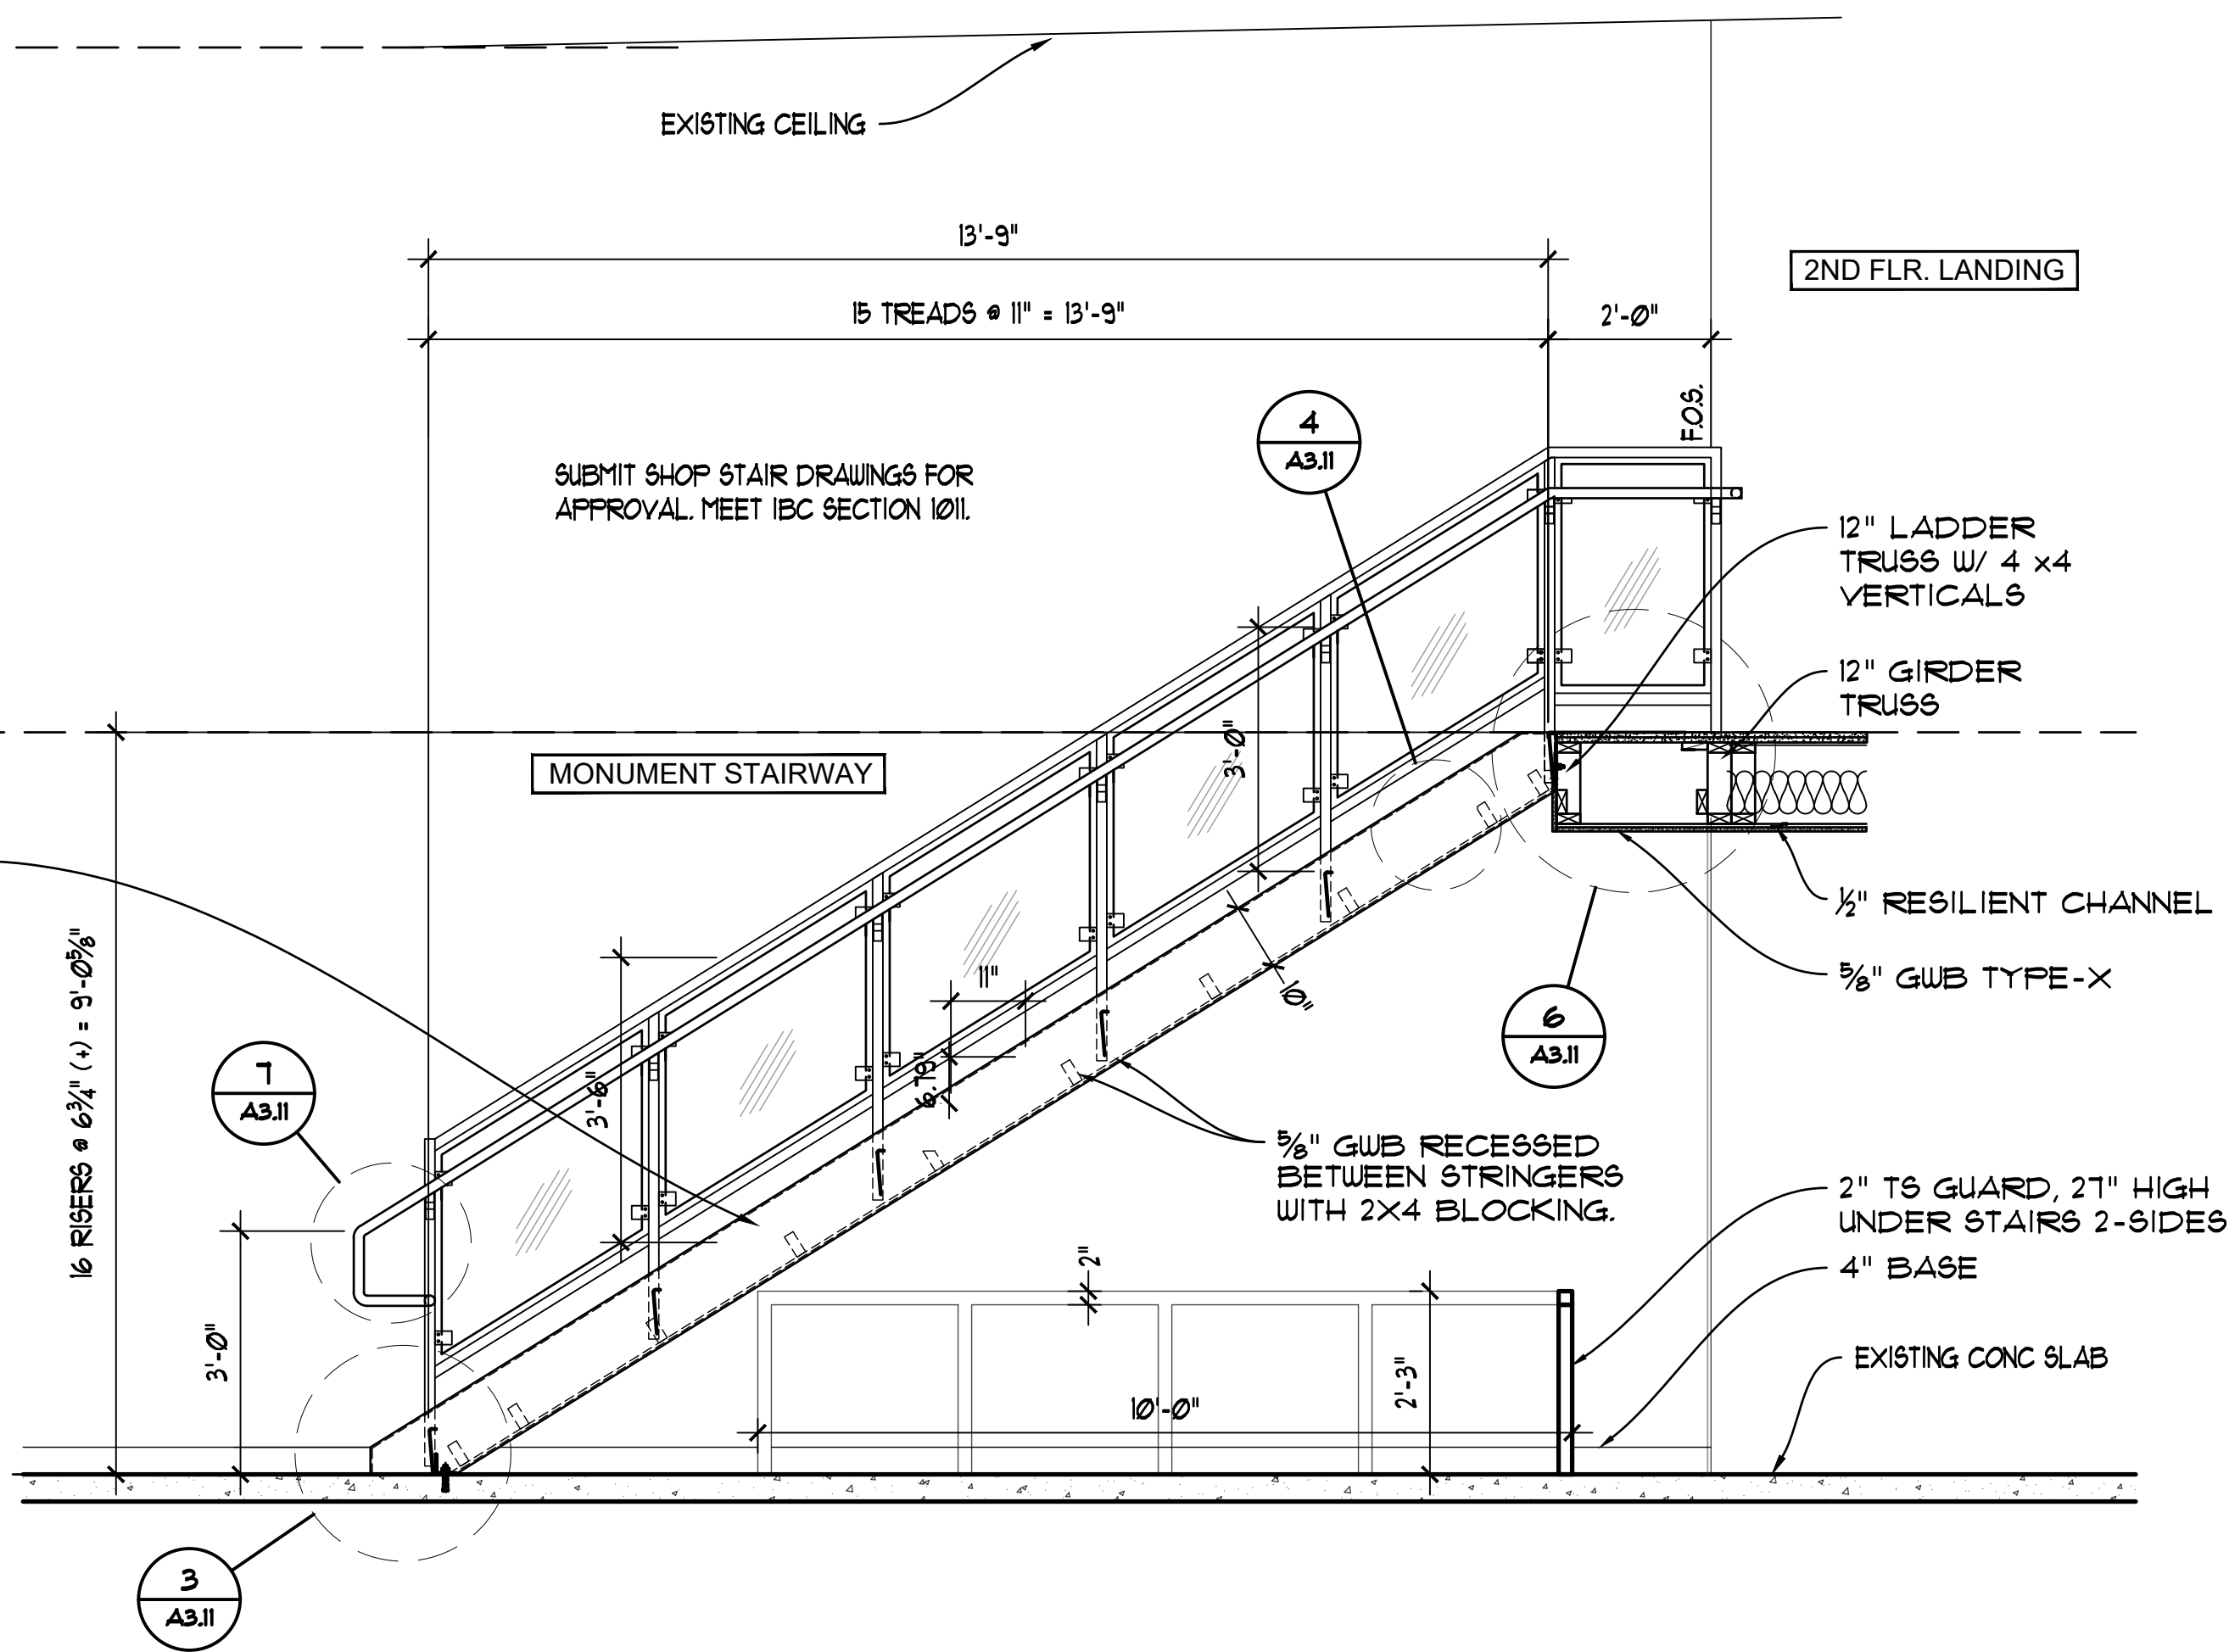 EXISTING CEILING
13'-9"
2ND FLR. LANDING
15 TREADS @ 11" = 13'-9"
2'-0"
F.O.S.
4
A3.11
SUBMIT SHOP STAIR DRAWINGS FOR
APPROVAL. MEET IBC SECTION 1011.
12" LADDER
TRUSS W/ 4 x4
VERTICALS
12" GIRDER
TRUSS
3'-0"
MONUMENT STAIRWAY
½" RESILIENT CHANNEL
⅝" GWB TYPE-X
11"
10"
16 RISERS @ 6¾" (+) = 9'-0⅝"
6
A3.11
7
A3.11
3'-6"
6.79"
⅝" GWB RECESSED
BETWEEN STRINGERS
WITH 2X4 BLOCKING.
2" TS GUARD, 27" HIGH
UNDER STAIRS 2-SIDES
4" BASE
2"
3'-0"
2'-3"
EXISTING CONC SLAB
10'-0"
3
A3.11